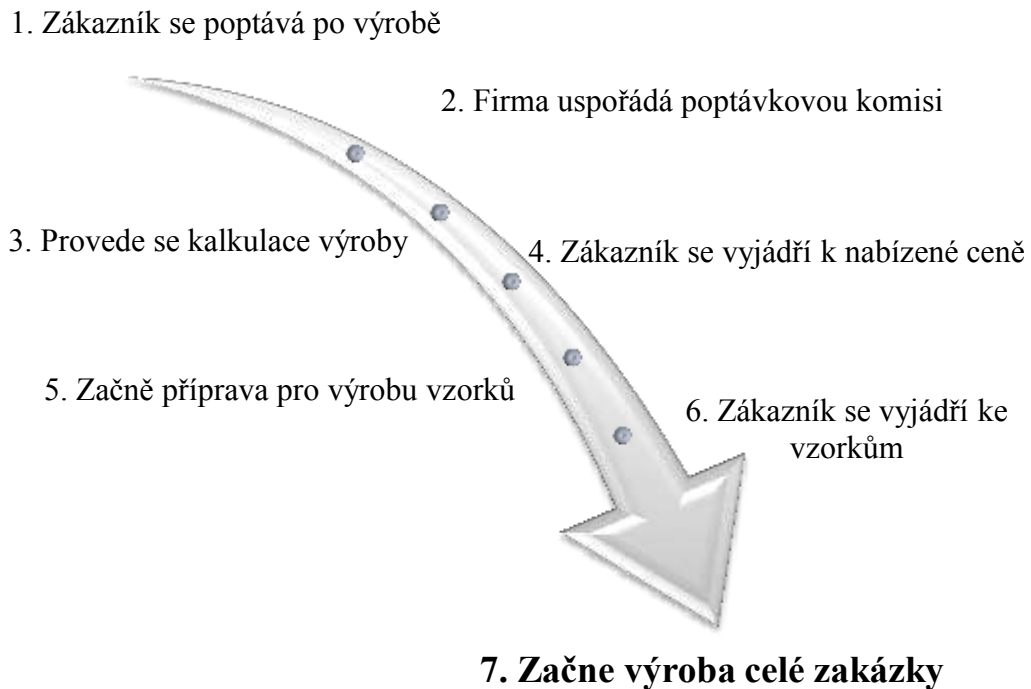 1. Zákazník se poptává po výrobě
2. Firma uspořádá poptávkovou komisi
3. Provede se kalkulace výroby
4. Zákazník se vyjádří k nabízené ceně
5. Začně příprava pro výrobu vzorků
6. Zákazník se vyjádří ke
vzorkům
7. Začne výroba celé zakázky